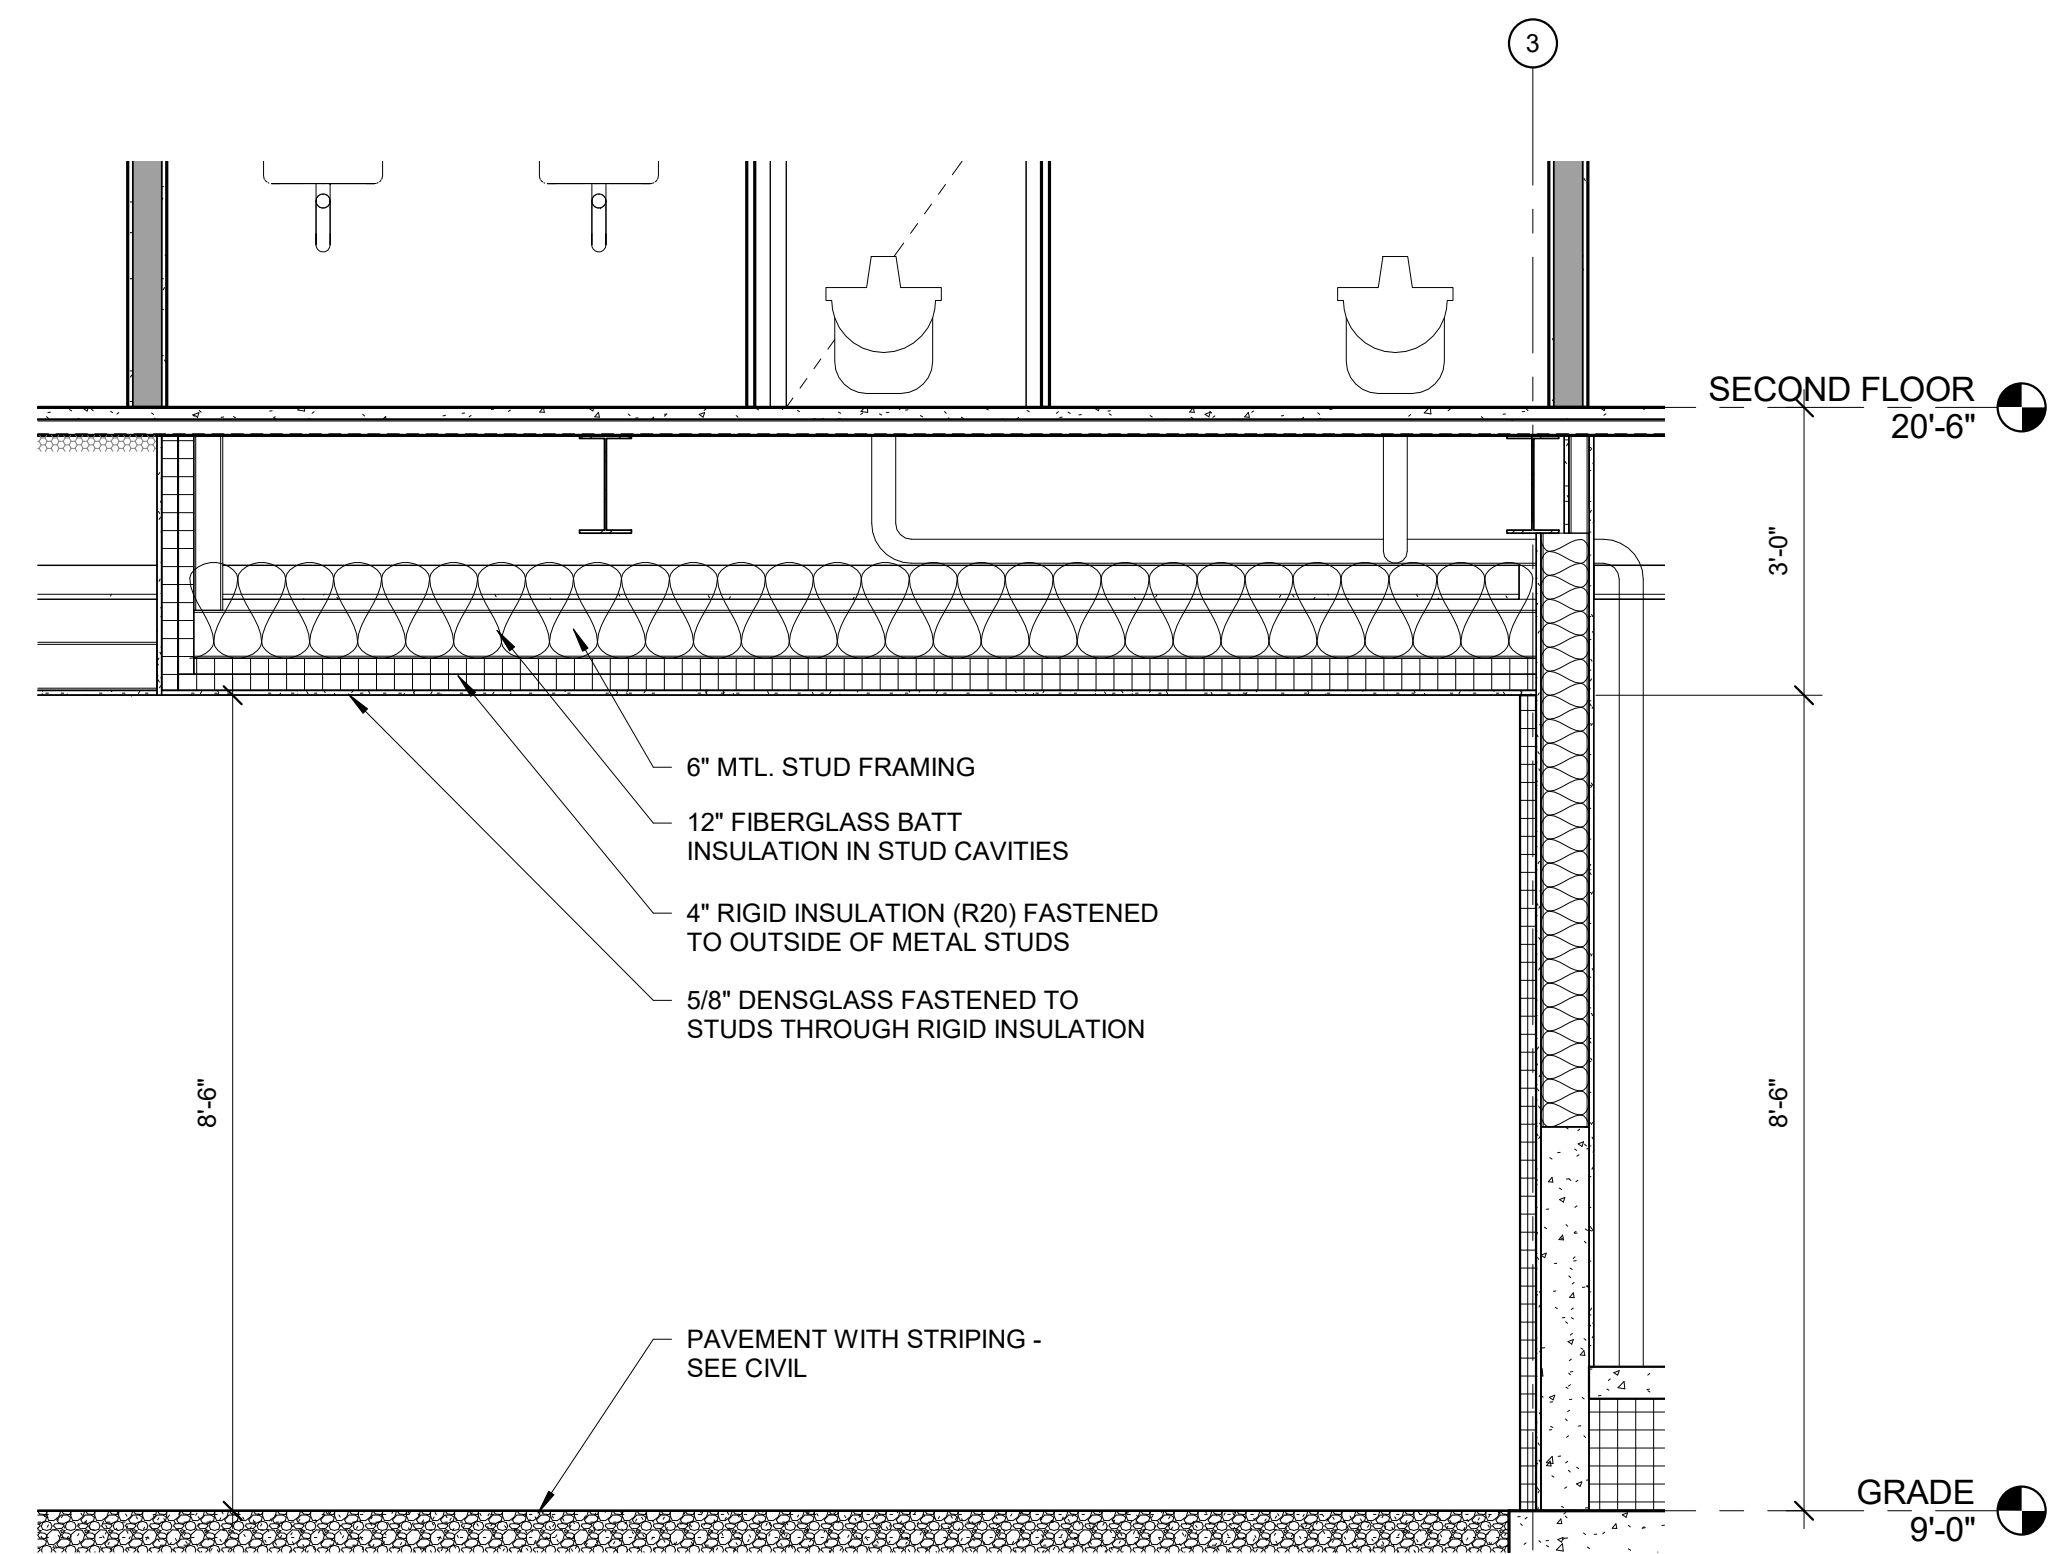 3
SECOND FLOOR
20'-6"
3'-0"
6" MTL. STUD FRAMING
12" FIBERGLASS BATT
INSULATION IN STUD CAVITIES
4" RIGID INSULATION (R20) FASTENED
TO OUTSIDE OF METAL STUDS
5/8" DENSGLASS FASTENED TO
STUDS THROUGH RIGID INSULATION
8'-6"
8'-6"
PAVEMENT WITH STRIPING -
SEE CIVIL
GRADE
9'-0"